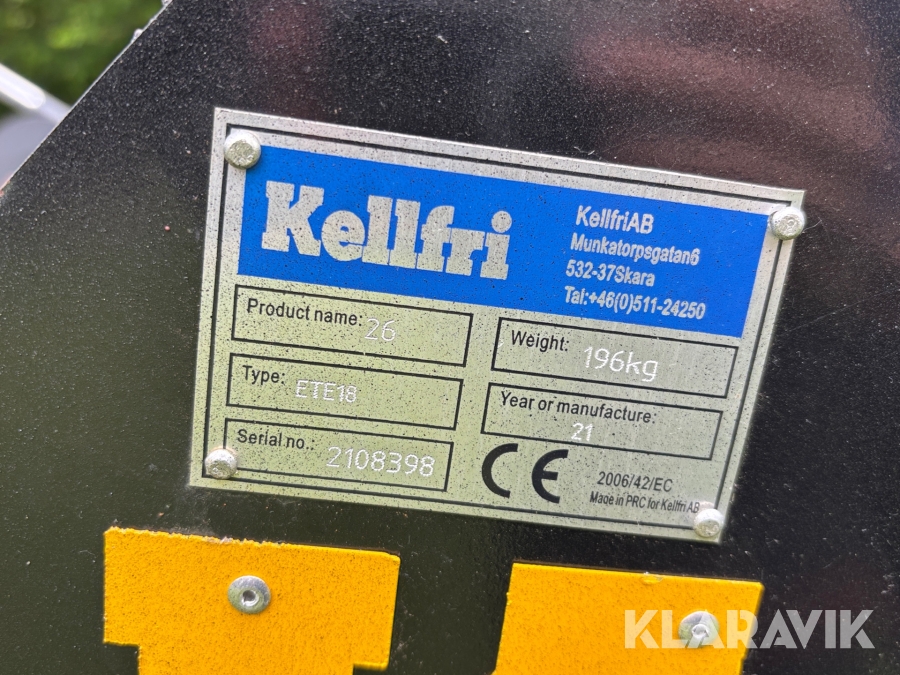 Kellfri
KellfriAB
Munkatorpsgatan6
532-37Skara
Tal:+46(0)511-24250
Product name: 26
Weight: 196kg
Type: ETE18
Year or manufacture: 21
Serial no.: 2108398
CE
2006/42/EC
Made in PRC for Kellfri AB
KLARAVIK